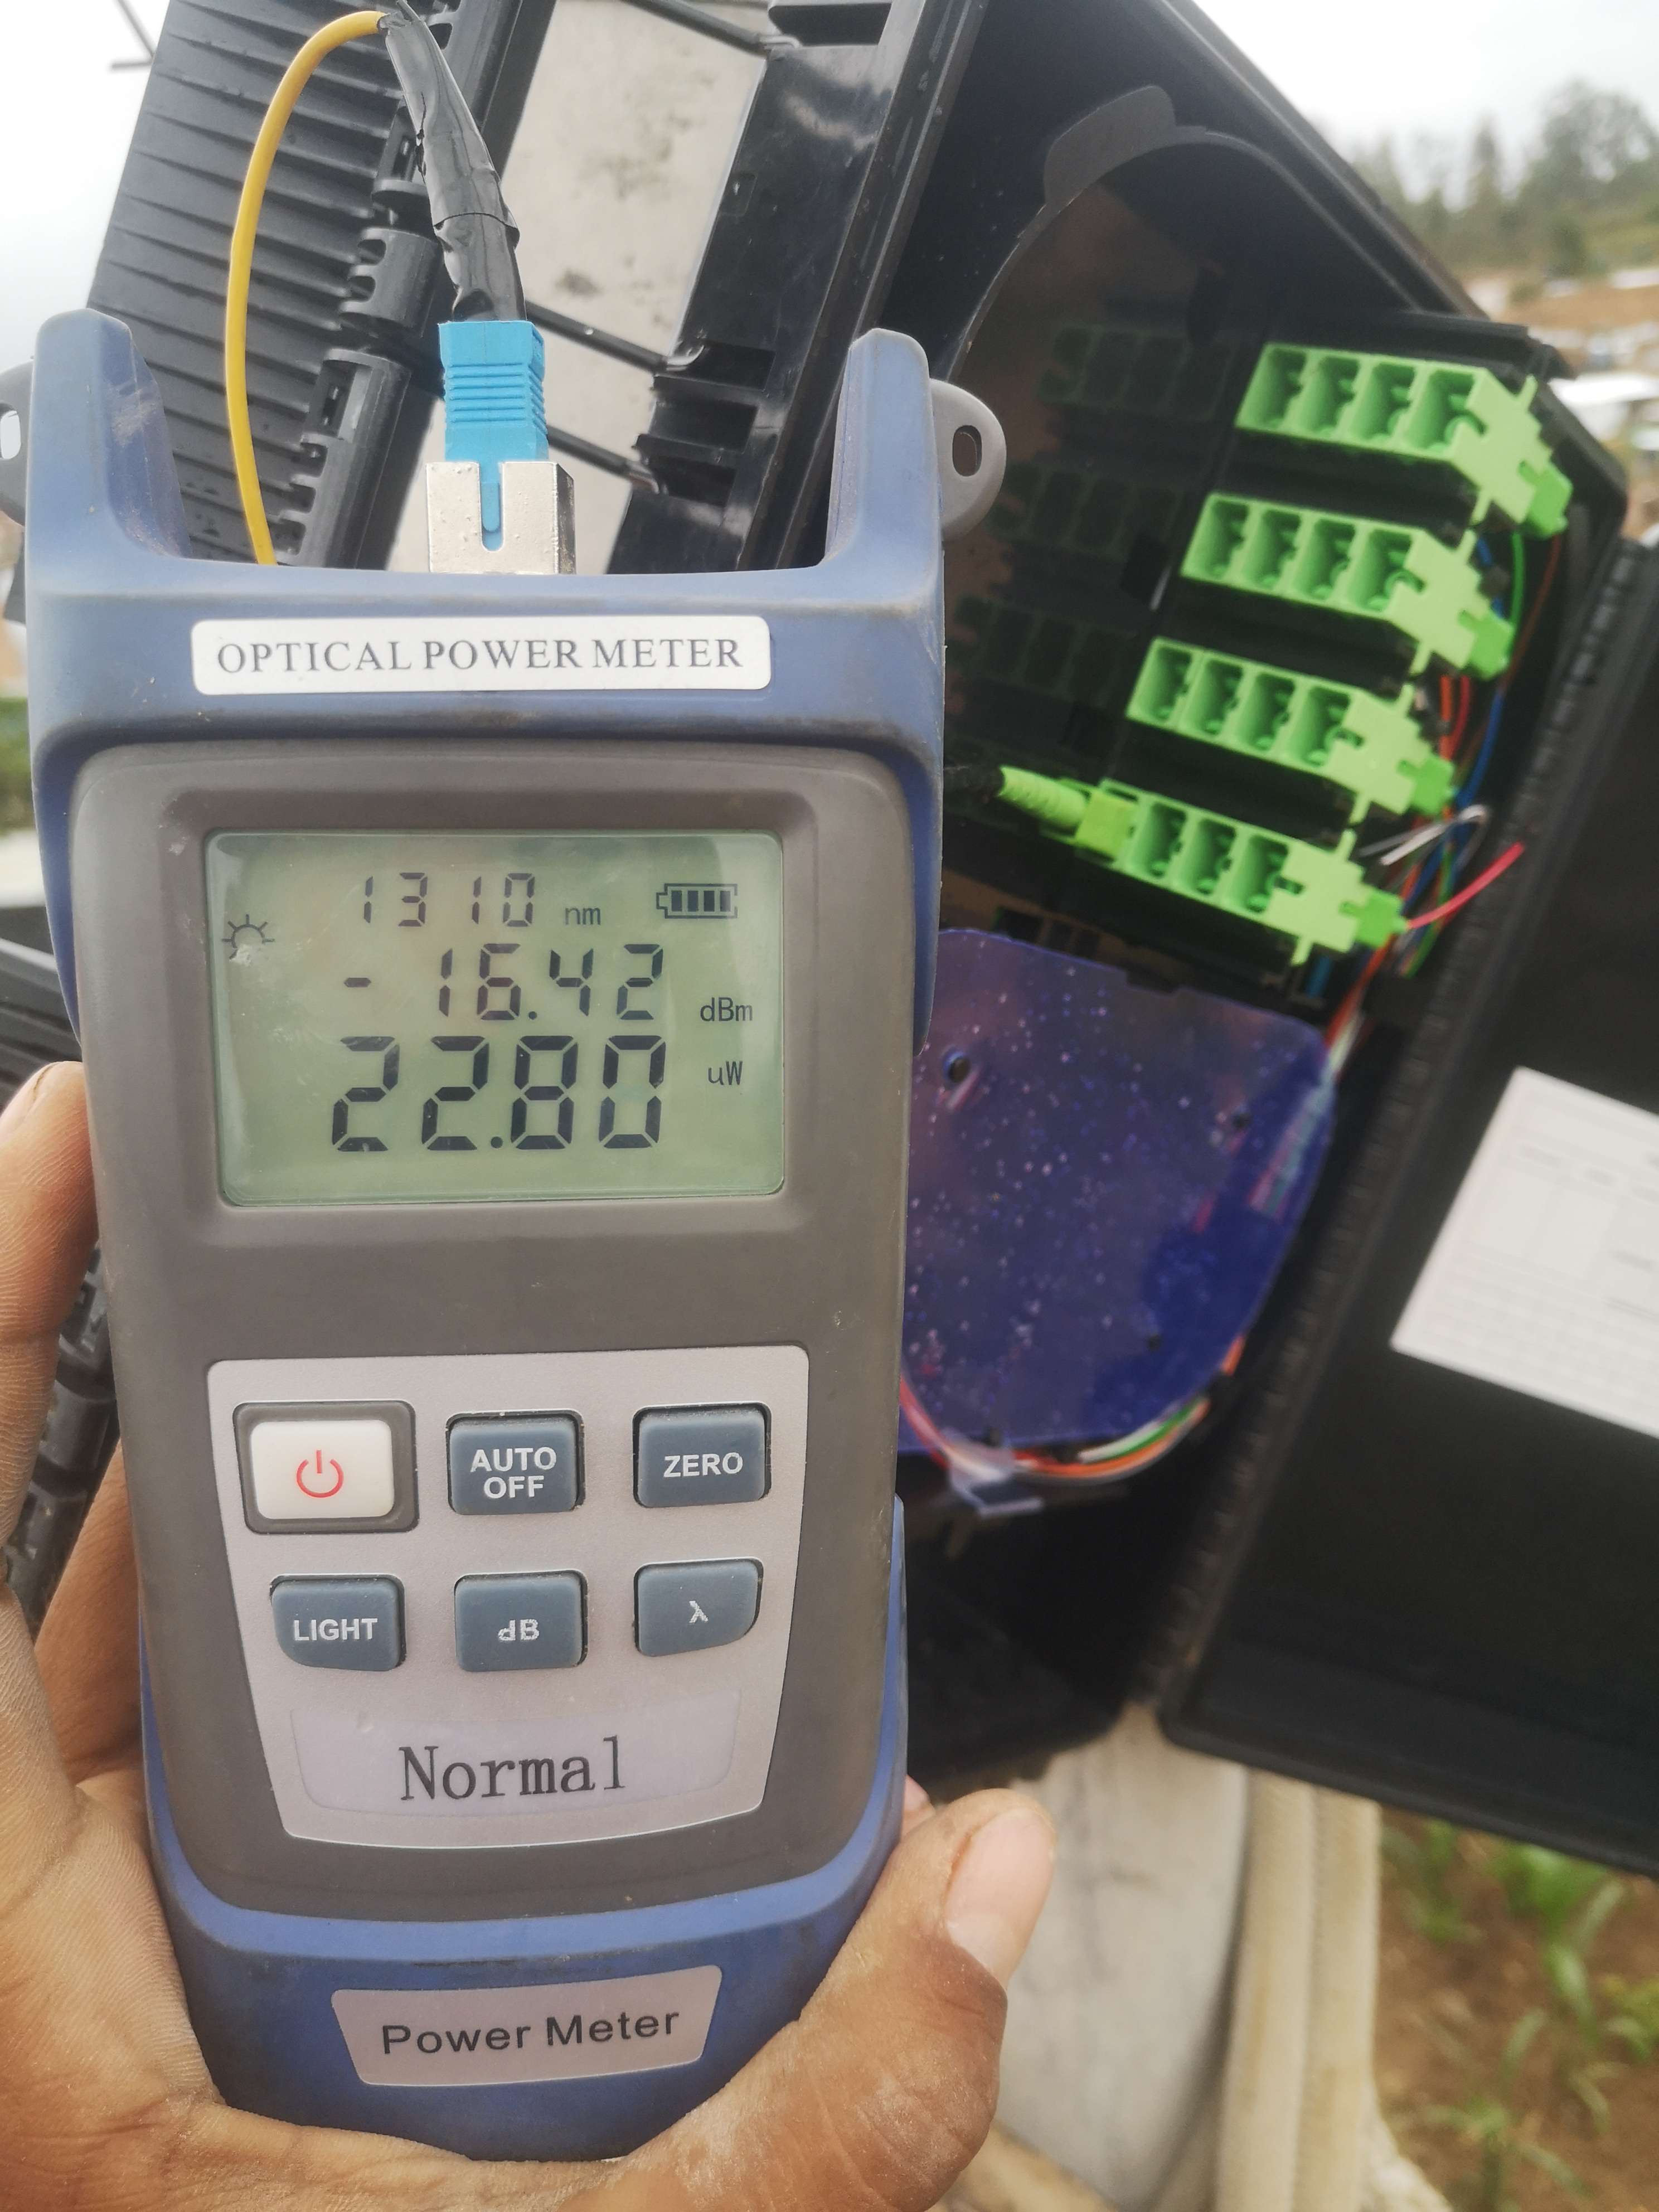 OPTICAL POWER METER
1310 nm
-16.42 dBm
22.80 uW
AUTO OFF
ZERO
LIGHT
dB
λ
Normal
Power Meter